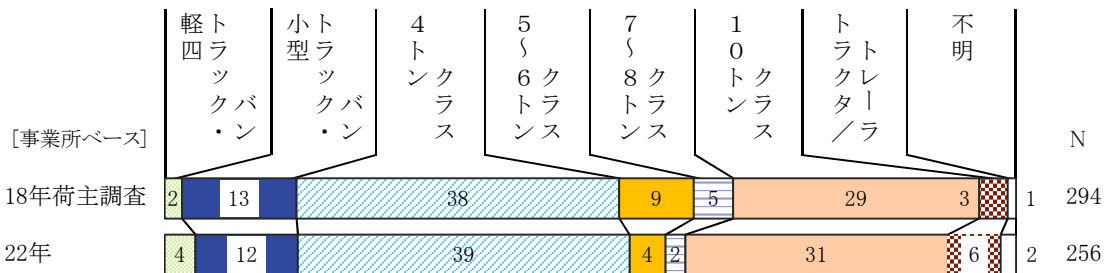 軽四トラック・バン
小型トラック・バン
4トンクラス
5～6トンクラス
7～8トンクラス
10トンクラス
トラクタ／トレーラ
不明
[事業所ベース]
N
18年荷主調査 2 13 38 9 5 29 3 1 294
22年 4 12 39 4 2 31 6 2 256